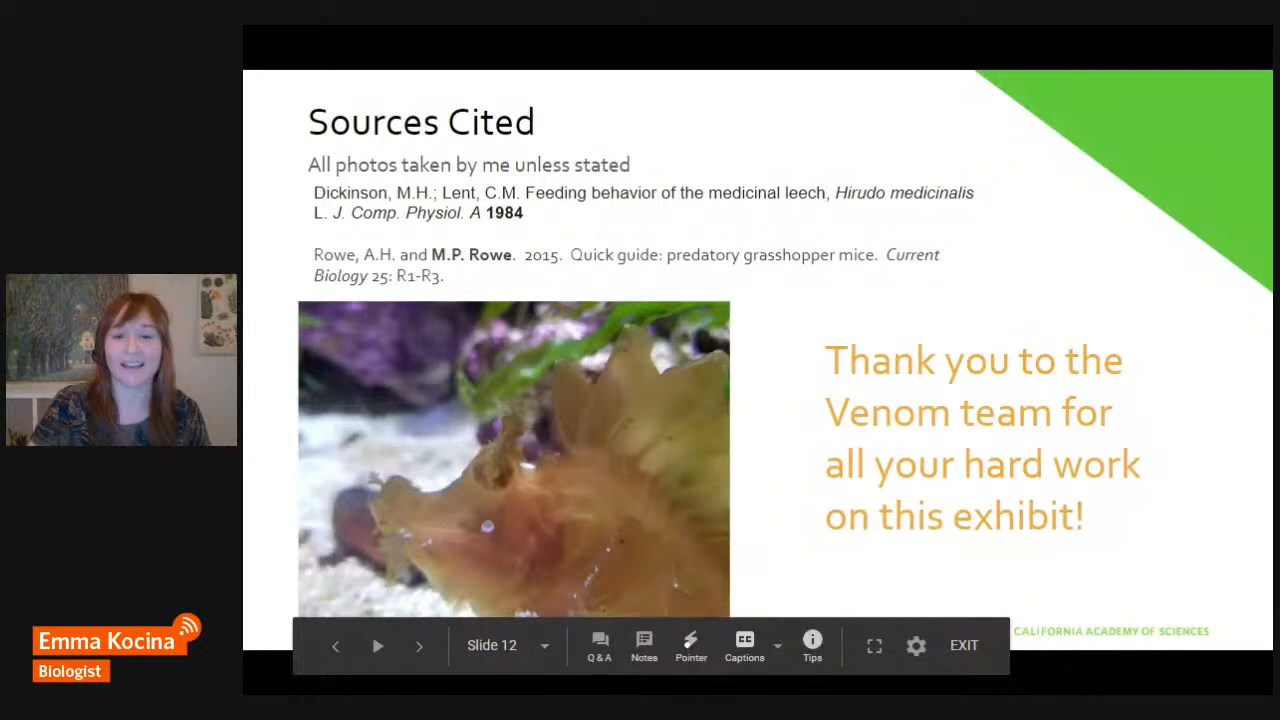 Sources Cited
All photos taken by me unless stated
Dickinson, M.H.; Lent, C.M. Feeding behavior of the medicinal leech, Hirudo medicinalis
L. J. Comp. Physiol. A 1984
Rowe, A.H. and M.P. Rowe. 2015. Quick guide: predatory grasshopper mice. Current
Biology 25: R1-R3.
Thank you to the
Venom team for
all your hard work
on this exhibit!
CALIFORNIA ACADEMY OF SCIENCES
Slide 12
Q & A
Notes
Pointer
CC
Captions
Tips
EXIT
Emma Kocina
Biologist